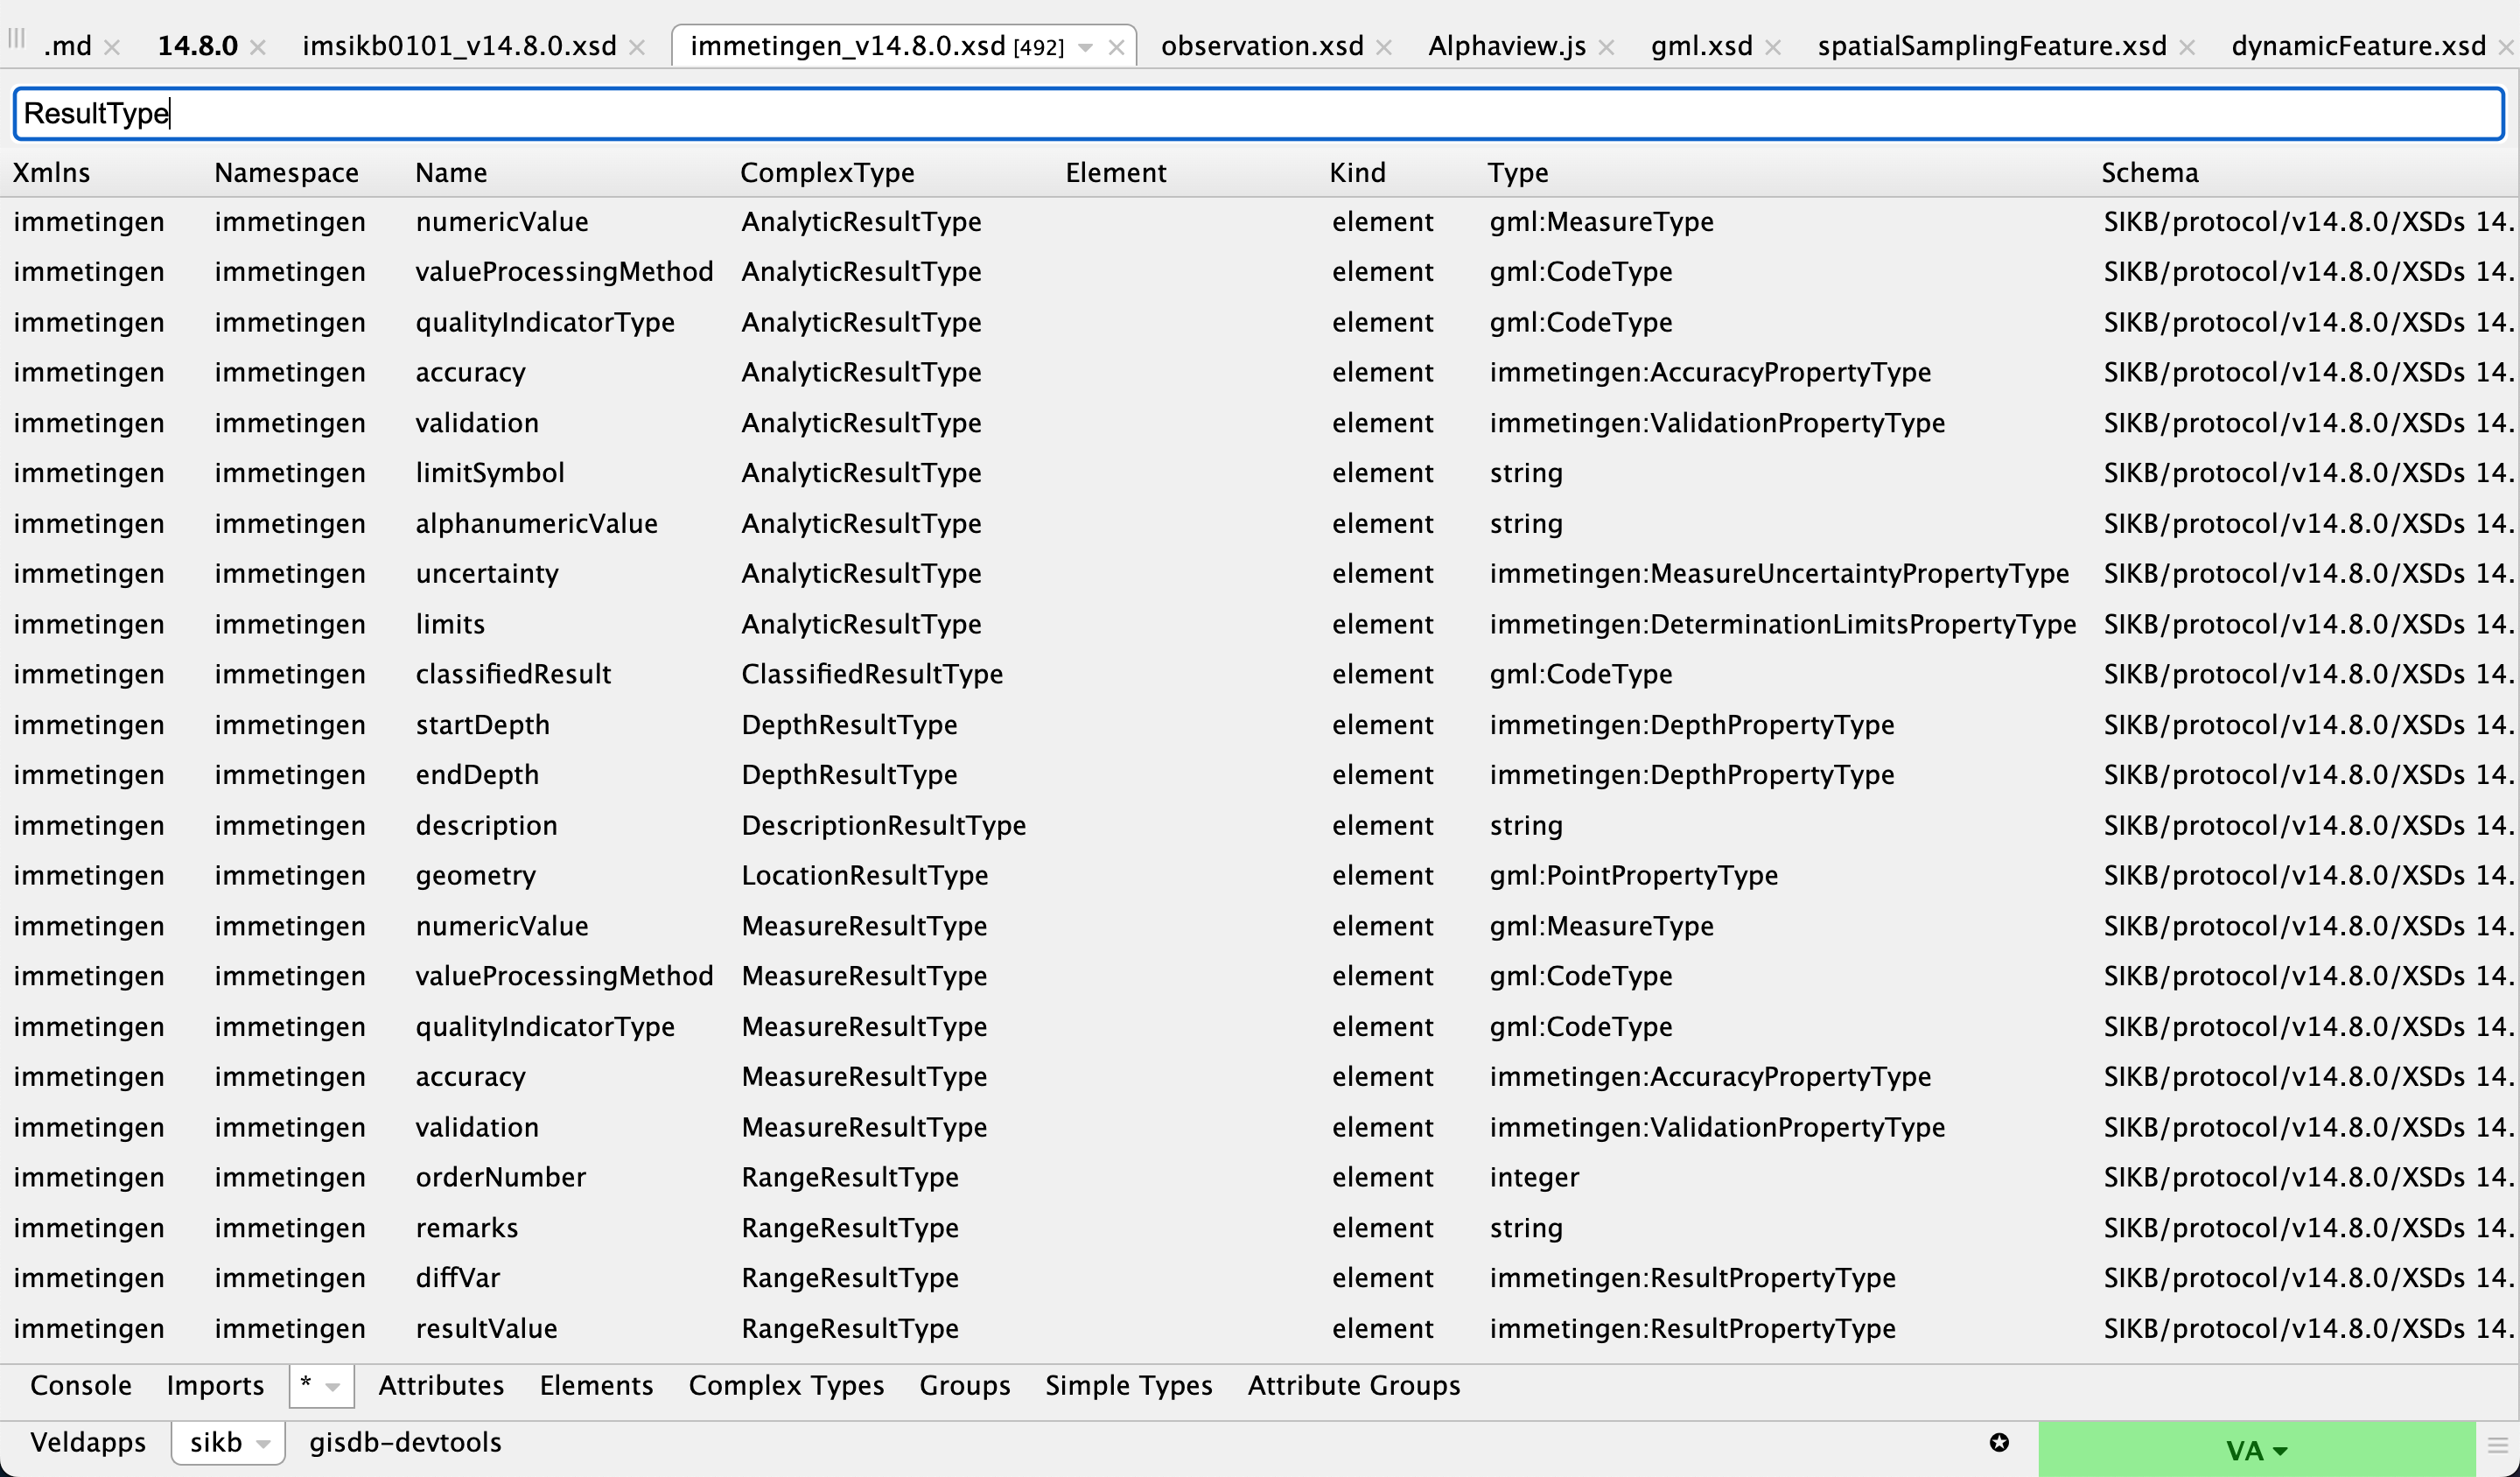 .md 14.8.0 imsikb0101_v14.8.0.xsd immetingen_v14.8.0.xsd [492] observation.xsd Alphaview.js gml.xsd spatialSamplingFeature.xsd dynamicFeature.xsd
ResultType
Xmlns Namespace Name ComplexType Element Kind Type Schema
immetingen immetingen numericValue AnalyticResultType element gml:MeasureType SIKB/protocol/v14.8.0/XSDs 14.
immetingen immetingen valueProcessingMethod AnalyticResultType element gml:CodeType SIKB/protocol/v14.8.0/XSDs 14.
immetingen immetingen qualityIndicatorType AnalyticResultType element gml:CodeType SIKB/protocol/v14.8.0/XSDs 14.
immetingen immetingen accuracy AnalyticResultType element immetingen:AccuracyPropertyType SIKB/protocol/v14.8.0/XSDs 14.
immetingen immetingen validation AnalyticResultType element immetingen:ValidationPropertyType SIKB/protocol/v14.8.0/XSDs 14.
immetingen immetingen limitSymbol AnalyticResultType element string SIKB/protocol/v14.8.0/XSDs 14.
immetingen immetingen alphanumericValue AnalyticResultType element string SIKB/protocol/v14.8.0/XSDs 14.
immetingen immetingen uncertainty AnalyticResultType element immetingen:MeasureUncertaintyPropertyType SIKB/protocol/v14.8.0/XSDs 14.
immetingen immetingen limits AnalyticResultType element immetingen:DeterminationLimitsPropertyType SIKB/protocol/v14.8.0/XSDs 14.
immetingen immetingen classifiedResult ClassifiedResultType element gml:CodeType SIKB/protocol/v14.8.0/XSDs 14.
immetingen immetingen startDepth DepthResultType element immetingen:DepthPropertyType SIKB/protocol/v14.8.0/XSDs 14.
immetingen immetingen endDepth DepthResultType element immetingen:DepthPropertyType SIKB/protocol/v14.8.0/XSDs 14.
immetingen immetingen description DescriptionResultType element string SIKB/protocol/v14.8.0/XSDs 14.
immetingen immetingen geometry LocationResultType element gml:PointPropertyType SIKB/protocol/v14.8.0/XSDs 14.
immetingen immetingen numericValue MeasureResultType element gml:MeasureType SIKB/protocol/v14.8.0/XSDs 14.
immetingen immetingen valueProcessingMethod MeasureResultType element gml:CodeType SIKB/protocol/v14.8.0/XSDs 14.
immetingen immetingen qualityIndicatorType MeasureResultType element gml:CodeType SIKB/protocol/v14.8.0/XSDs 14.
immetingen immetingen accuracy MeasureResultType element immetingen:AccuracyPropertyType SIKB/protocol/v14.8.0/XSDs 14.
immetingen immetingen validation MeasureResultType element immetingen:ValidationPropertyType SIKB/protocol/v14.8.0/XSDs 14.
immetingen immetingen orderNumber RangeResultType element integer SIKB/protocol/v14.8.0/XSDs 14.
immetingen immetingen remarks RangeResultType element string SIKB/protocol/v14.8.0/XSDs 14.
immetingen immetingen diffVar RangeResultType element immetingen:ResultPropertyType SIKB/protocol/v14.8.0/XSDs 14.
immetingen immetingen resultValue RangeResultType element immetingen:ResultPropertyType SIKB/protocol/v14.8.0/XSDs 14.
Console Imports * Attributes Elements Complex Types Groups Simple Types Attribute Groups
Veldapps sikb gisdb-devtools VA